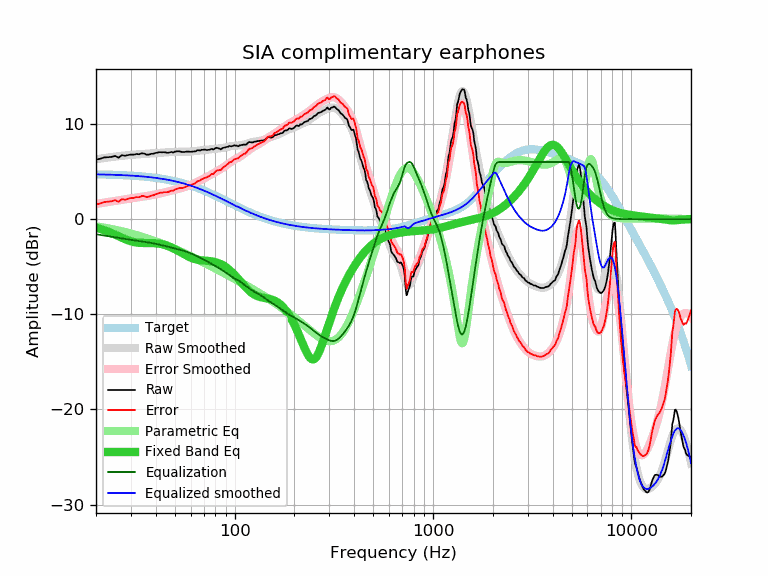 SIA complimentary earphones
Amplitude (dBr)
10
0
−10
−20
−30
Target
Raw Smoothed
Error Smoothed
Raw
Error
Parametric Eq
Fixed Band Eq
Equalization
Equalized smoothed
100
1000
10000
Frequency (Hz)